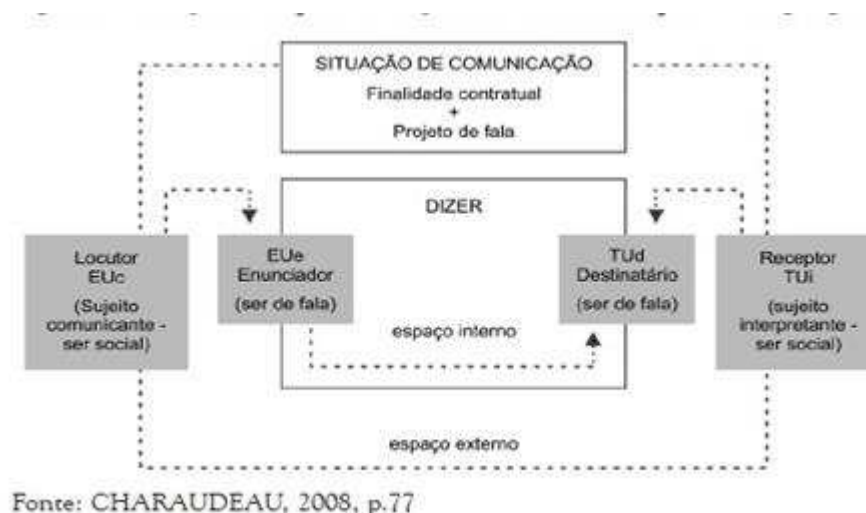 SITUAÇÃO DE COMUNICAÇÃO
Finalidade contratual
+
Projeto de fala
DIZER
Locutor
EUc
(Sujeito
comunicante -
ser social)
EUe
Enunciador
(ser de fala)
TUd
Destinatário
(ser de fala)
Receptor
TUi
(sujeito
interpretante -
ser social)
espaço interno
espaço externo
Fonte: CHARAUDEAU, 2008, p.77